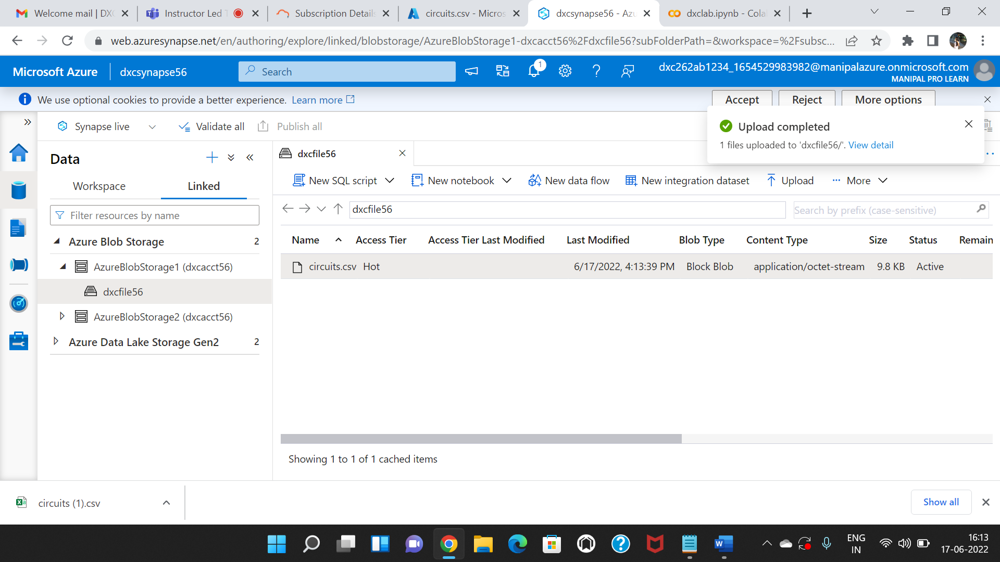 Welcome mail | DX
Instructor Led T
Subscription Details
circuits.csv - Micros
dxcsynapse56 - Azu
dxclab.ipynb - Cola
web.azuresynapse.net/en/authoring/explore/linked/blobstorage/AzureBlobStorage1-dxcacct56%2Fdxcfile56?subFolderPath=&workspace=%2Fsubsc...
Microsoft Azure
dxcsynapse56
Search
1
dxc262ab1234_1654529983982@manipalazure.onmicrosoft.com
MANIPAL PRO LEARN
We use optional cookies to provide a better experience. Learn more
Accept
Reject
More options
Synapse live
Validate all
Publish all
Upload completed
1 files uploaded to 'dxcfile56/'. View detail
Data
dxcfile56
Workspace
Linked
New SQL script
New notebook
New data flow
New integration dataset
Upload
More
Filter resources by name
dxcfile56
Search by prefix (case-sensitive)
Azure Blob Storage 2
AzureBlobStorage1 (dxcacct56)
dxcfile56
AzureBlobStorage2 (dxcacct56)
Azure Data Lake Storage Gen2 2
Name Access Tier Access Tier Last Modified Last Modified Blob Type Content Type Size Status Remain
circuits.csv Hot 6/17/2022, 4:13:39 PM Block Blob application/octet-stream 9.8 KB Active
Showing 1 to 1 of 1 cached items
circuits (1).csv
Show all
ENG
IN
16:13
17-06-2022